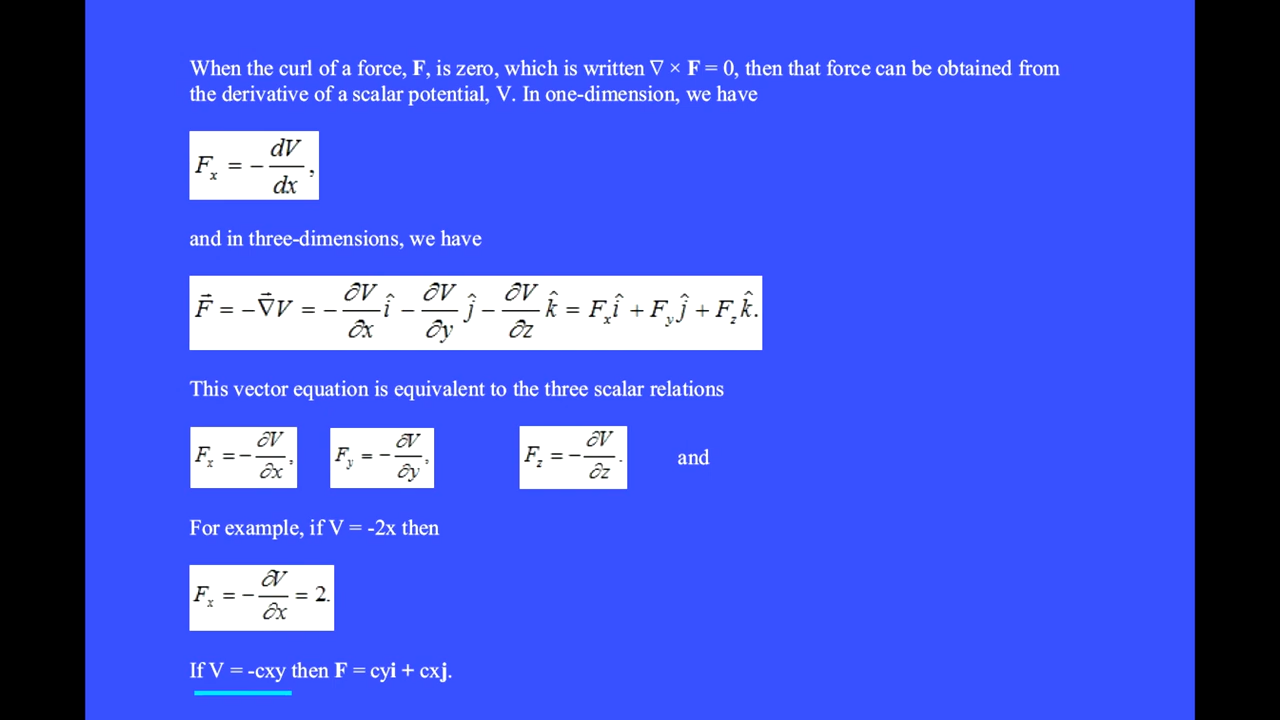 When the curl of a force, F, is zero, which is written ∇ × F = 0, then that force can be obtained from
the derivative of a scalar potential, V. In one-dimension, we have
F_x = −dV/dx,
and in three-dimensions, we have
F⃗ = −∇⃗V = −∂V/∂x î − ∂V/∂y ĵ − ∂V/∂z k̂ = F_x î + F_y ĵ + F_z k̂.
This vector equation is equivalent to the three scalar relations
F_x = −∂V/∂x, F_y = −∂V/∂y, F_z = −∂V/∂z. and
For example, if V = -2x then
F_x = −∂V/∂x = 2.
If V = -cxy then F = cyi + cxj.